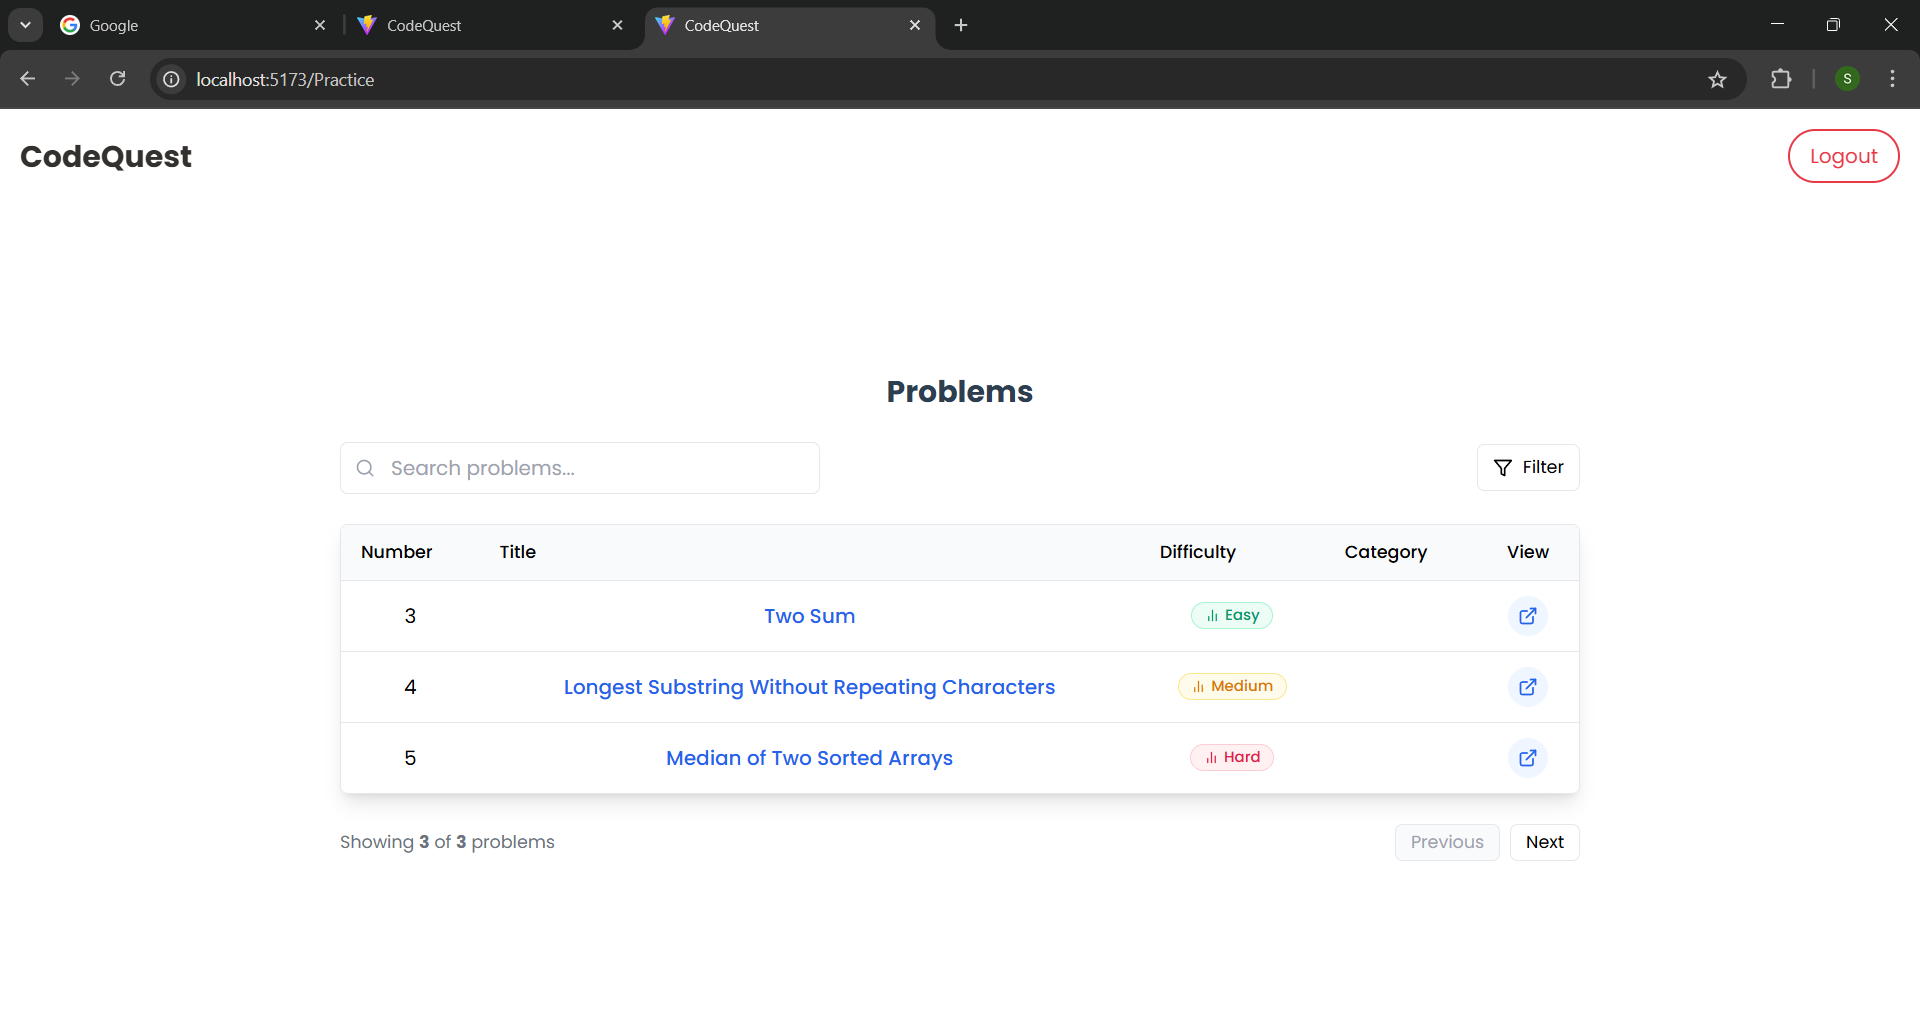 Google
CodeQuest
CodeQuest
localhost:5173/Practice
S
CodeQuest
Logout
Problems
Search problems...
Filter
Number Title Difficulty Category View
3 Two Sum Easy
4 Longest Substring Without Repeating Characters Medium
5 Median of Two Sorted Arrays Hard
Showing 3 of 3 problems
Previous
Next